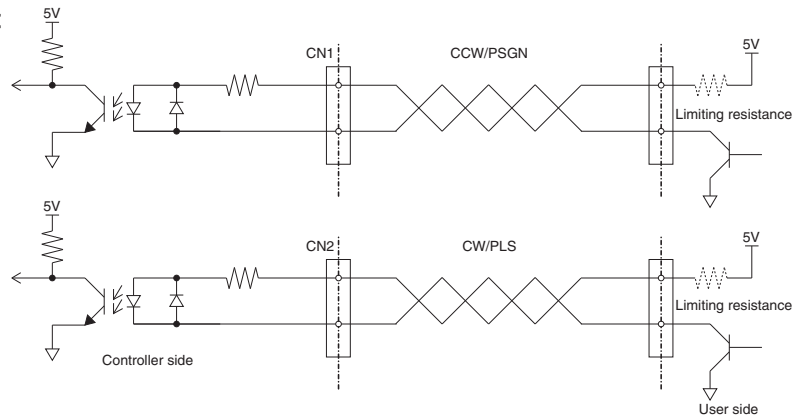 5V
CN1
CCW/PSGN
5V
Limiting resistance
5V
CN2
CW/PLS
5V
Limiting resistance
Controller side
User side